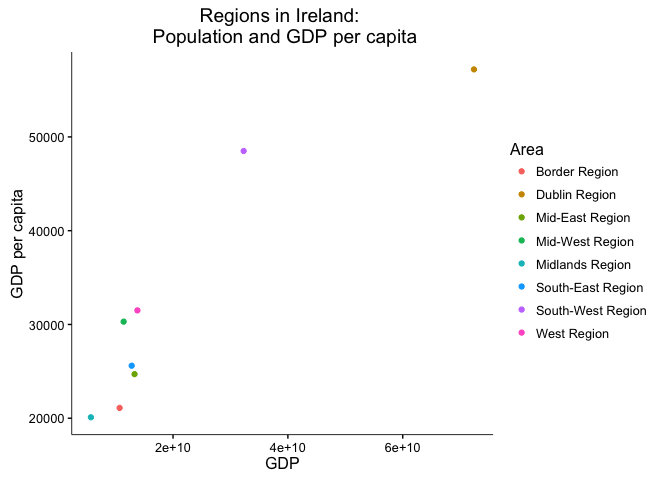 Regions in Ireland:
Population and GDP per capita
GDP per capita
50000
40000
30000
20000
2e+10
4e+10
6e+10
GDP
Area
Border Region
Dublin Region
Mid-East Region
Mid-West Region
Midlands Region
South-East Region
South-West Region
West Region